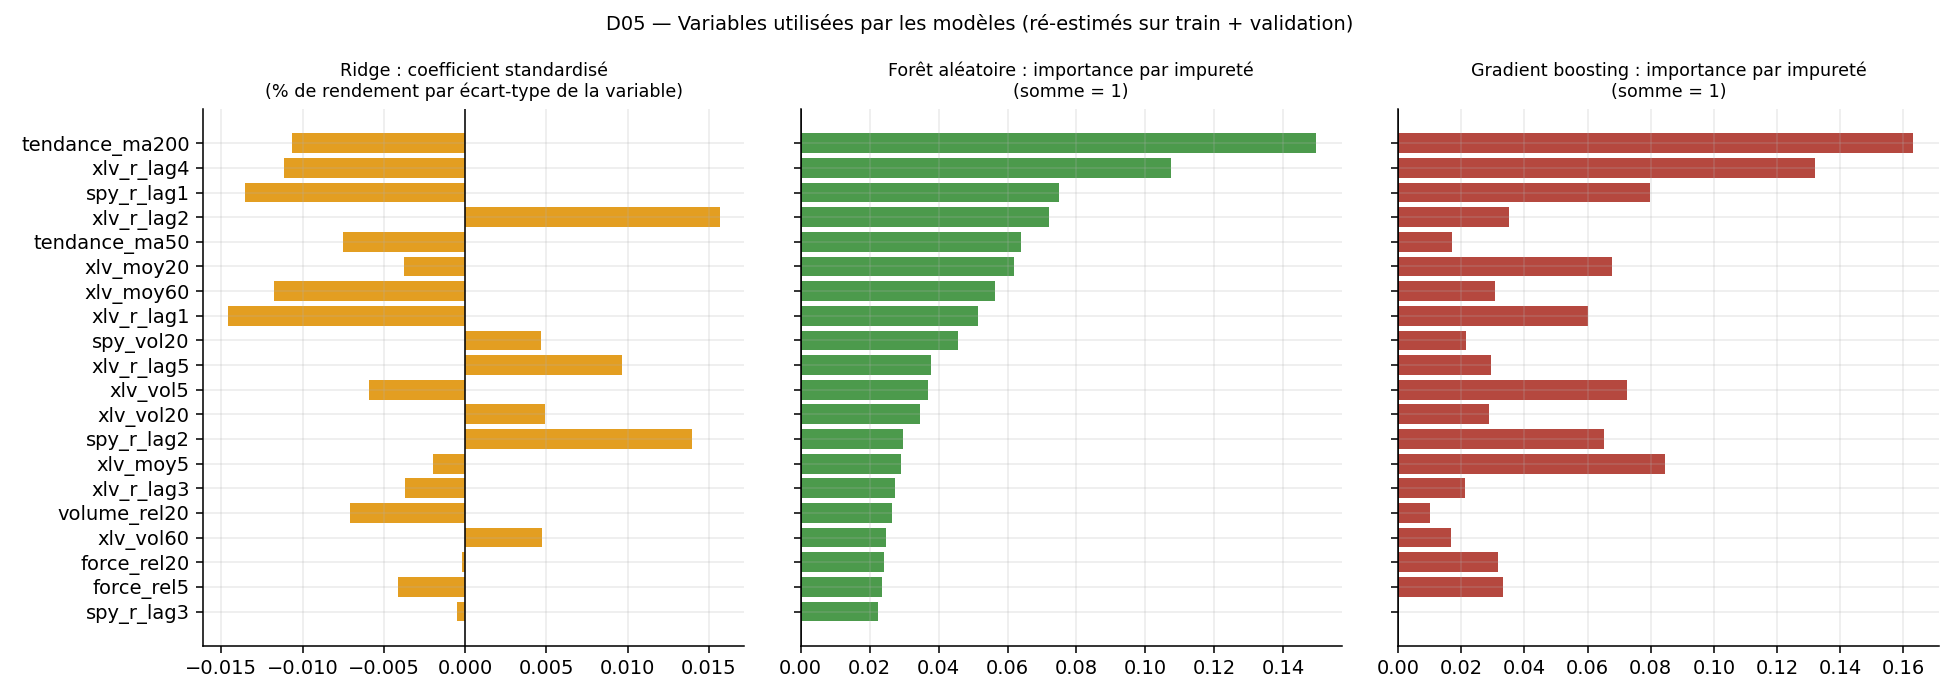 D05 — Variables utilisées par les modèles (ré-estimés sur train + validation)
Ridge : coefficient standardisé
(% de rendement par écart-type de la variable)
Forêt aléatoire : importance par impureté
(somme = 1)
Gradient boosting : importance par impureté
(somme = 1)
tendance_ma200
xlv_r_lag4
spy_r_lag1
xlv_r_lag2
tendance_ma50
xlv_moy20
xlv_moy60
xlv_r_lag1
spy_vol20
xlv_r_lag5
xlv_vol5
xlv_vol20
spy_r_lag2
xlv_moy5
xlv_r_lag3
volume_rel20
xlv_vol60
force_rel20
force_rel5
spy_r_lag3
−0.015 −0.010 −0.005 0.000 0.005 0.010 0.015
0.00 0.02 0.04 0.06 0.08 0.10 0.12 0.14
0.00 0.02 0.04 0.06 0.08 0.10 0.12 0.14 0.16